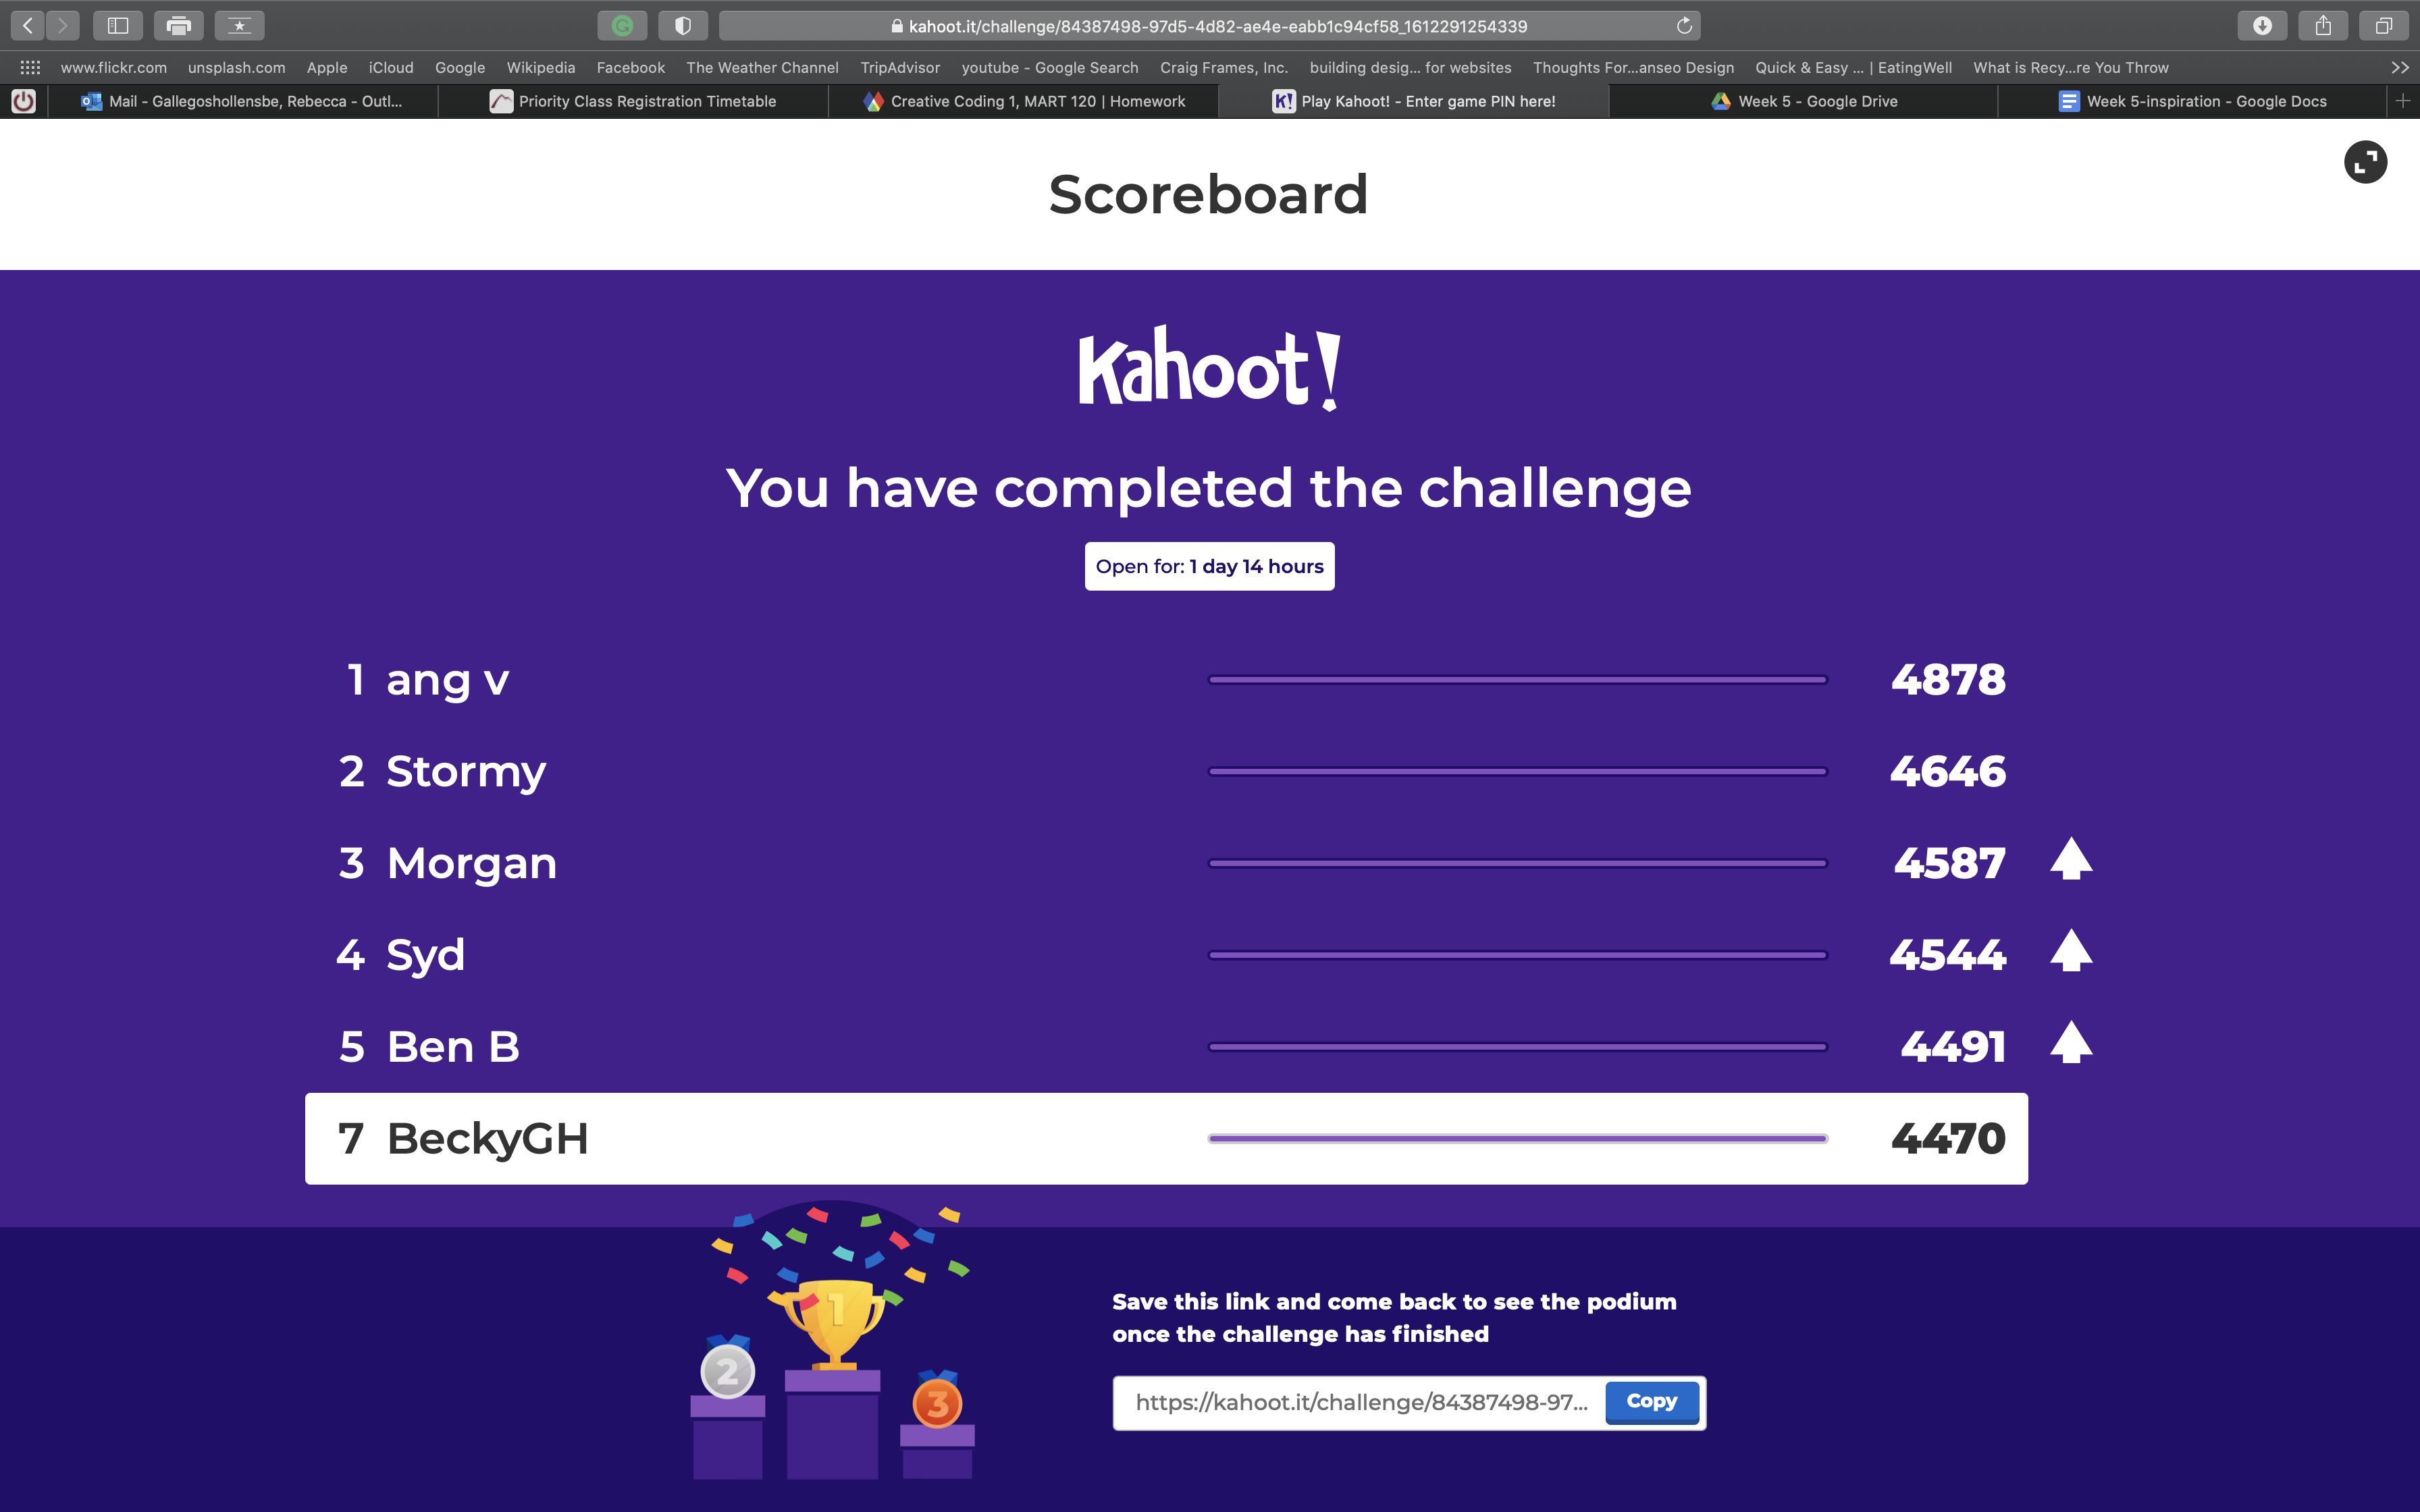 kahoot.it/challenge/84387498-97d5-4d82-ae4e-eabb1c94cf58_1612291254339
www.flickr.com unsplash.com Apple iCloud Google Wikipedia Facebook The Weather Channel TripAdvisor youtube - Google Search Craig Frames, Inc. building desig... for websites Thoughts For...anseo Design Quick & Easy ... | EatingWell What is Recy...re You Throw
Mail - Gallegoshollensbe, Rebecca - Outl... Priority Class Registration Timetable Creative Coding 1, MART 120 | Homework K! Play Kahoot! - Enter game PIN here! Week 5 - Google Drive Week 5-inspiration - Google Docs
Scoreboard
Kahoot!
You have completed the challenge
Open for: 1 day 14 hours
1 ang v 4878
2 Stormy 4646
3 Morgan 4587
4 Syd 4544
5 Ben B 4491
7 BeckyGH 4470
1
2
3
Save this link and come back to see the podium
once the challenge has finished
https://kahoot.it/challenge/84387498-97... Copy